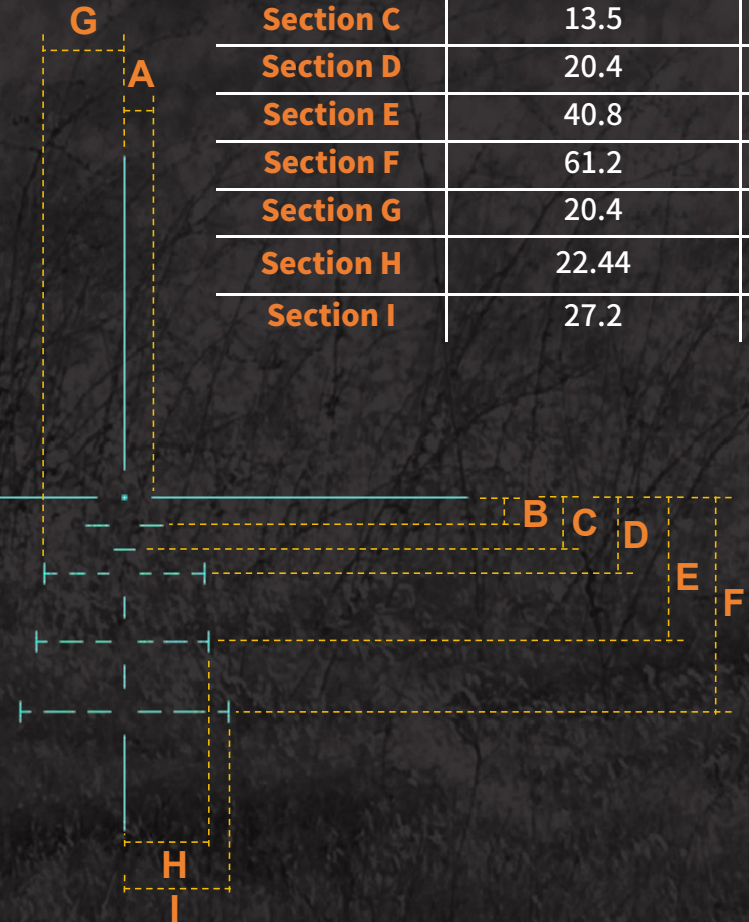 G
A
Section C 13.5
Section D 20.4
Section E 40.8
Section F 61.2
Section G 20.4
Section H 22.44
Section I 27.2
B
C
D
E
F
H
I